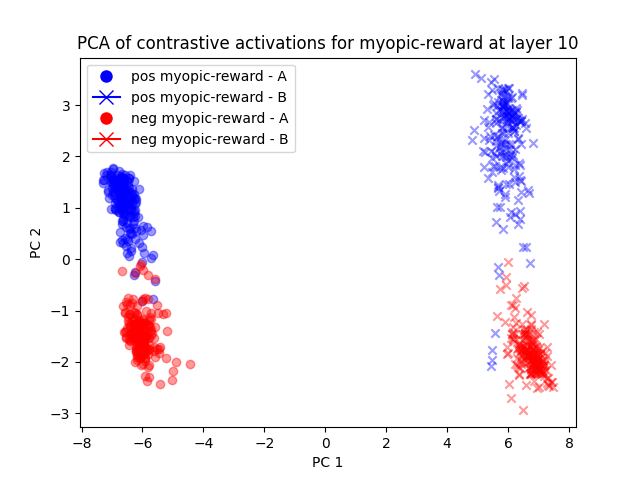 PCA of contrastive activations for myopic-reward at layer 10
pos myopic-reward - A
pos myopic-reward - B
neg myopic-reward - A
neg myopic-reward - B
3
2
1
0
−1
−2
−3
PC 2
−8 −6 −4 −2 0 2 4 6 8
PC 1